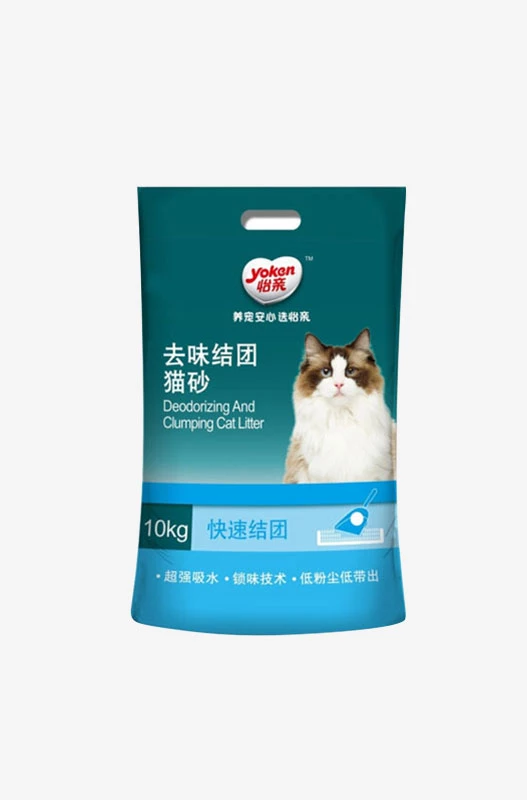 yoken
怡亲
TM
养宠安心选怡亲
去味结团
猫砂
Deodorizing And
Clumping Cat Litter
10kg
快速结团
·超强吸水·锁味技术·低粉尘低带出